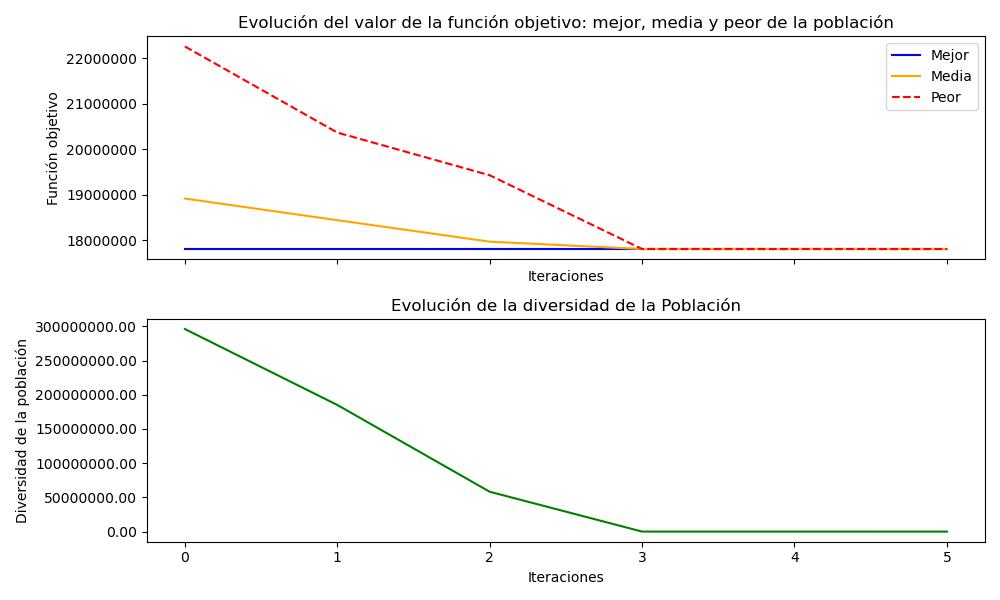 Evolución del valor de la función objetivo: mejor, media y peor de la población
Función objetivo
22000000
21000000
20000000
19000000
18000000
Mejor
Media
Peor
Iteraciones
Evolución de la diversidad de la Población
Diversidad de la población
300000000.00
250000000.00
200000000.00
150000000.00
100000000.00
50000000.00
0.00
0 1 2 3 4 5
Iteraciones